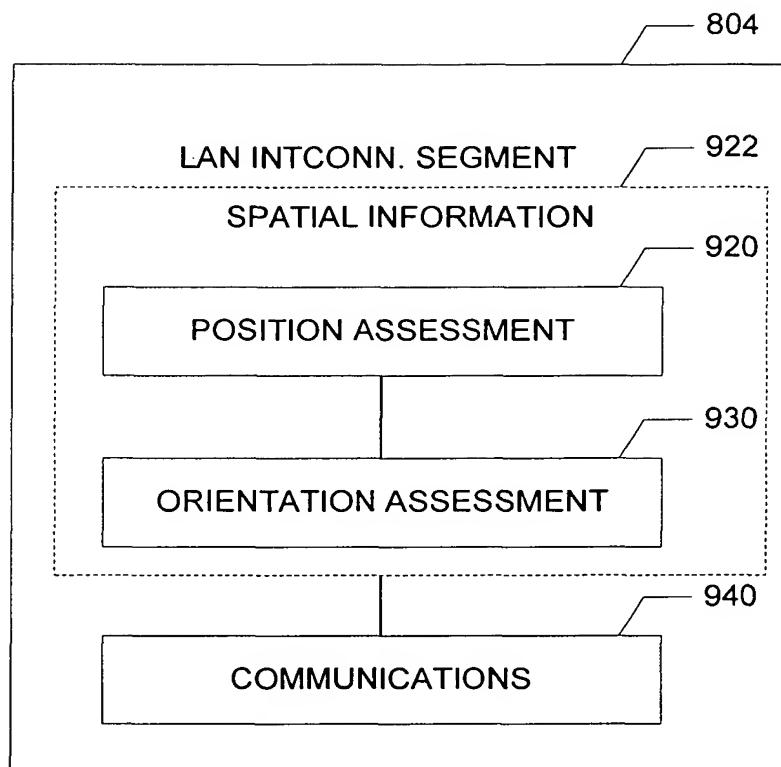 804
LAN INTCONN. SEGMENT
922
SPATIAL INFORMATION
920
POSITION ASSESSMENT
930
ORIENTATION ASSESSMENT
940
COMMUNICATIONS